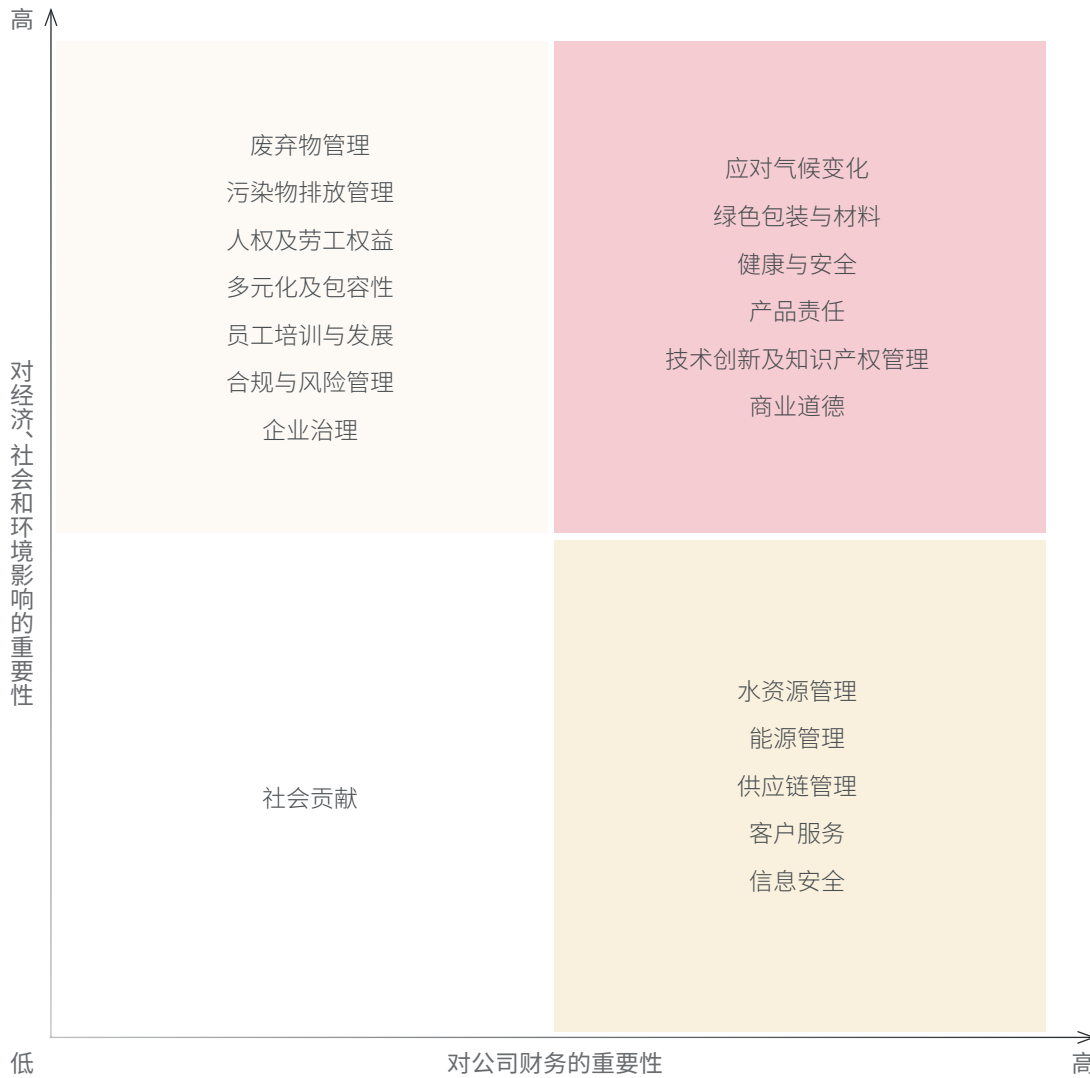 高
废弃物管理
污染物排放管理
人权及劳工权益
多元化及包容性
员工培训与发展
合规与风险管理
企业治理
应对气候变化
绿色包装与材料
健康与安全
产品责任
技术创新及知识产权管理
商业道德
对经济、社会和环境影响的重要性
社会贡献
水资源管理
能源管理
供应链管理
客户服务
信息安全
低
对公司财务的重要性
高